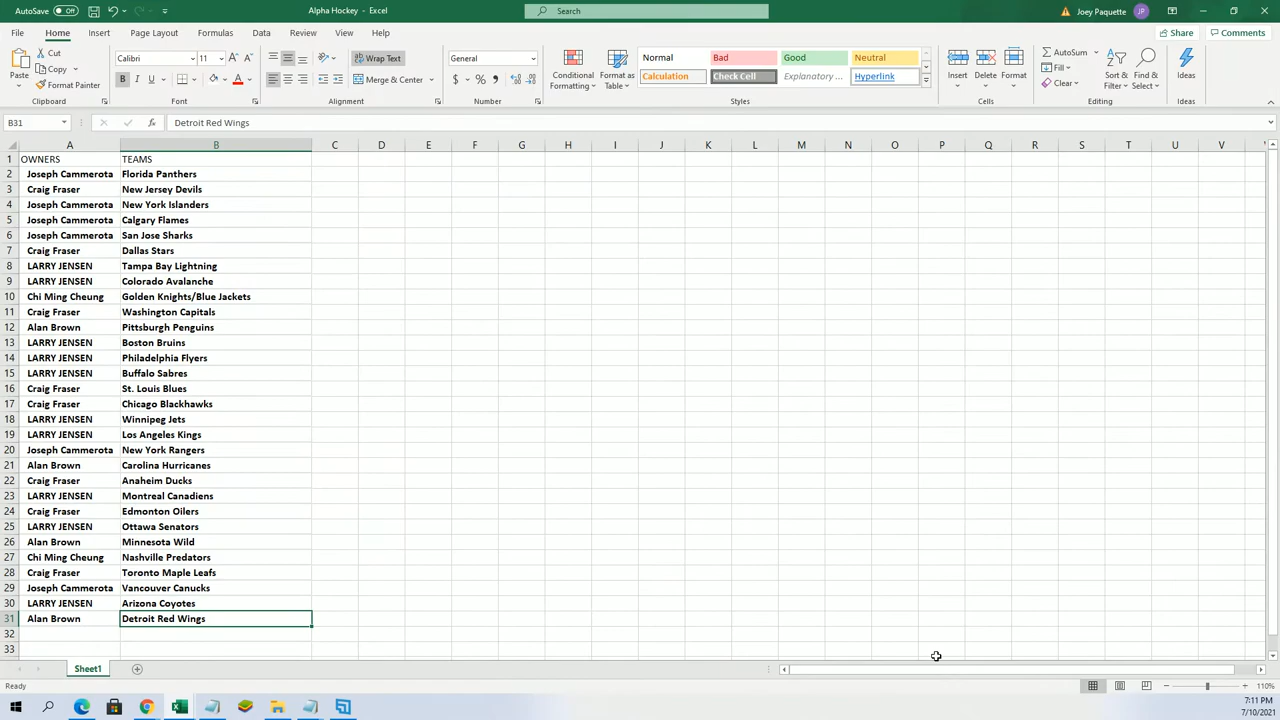 AutoSave Off Alpha Hockey - Excel Search Joey Paquette JP
File Home Insert Page Layout Formulas Data Review View Help Share Comments
Paste Cut Copy Format Painter Clipboard
Calibri 11 B I U A Font
Wrap Text Merge & Center Alignment
General $ % Number
Conditional Formatting Format as Table
Normal Bad Good Neutral
Calculation Check Cell Explanatory ... Hyperlink
Styles
Insert Delete Format Cells
AutoSum Fill Clear Sort & Filter Find & Select Editing
Ideas Ideas
B31 fx Detroit Red Wings
A B C D E F G H I J K L M N O P Q R S T U V
1 OWNERS TEAMS
2 Joseph Cammerota Florida Panthers
3 Craig Fraser New Jersey Devils
4 Joseph Cammerota New York Islanders
5 Joseph Cammerota Calgary Flames
6 Joseph Cammerota San Jose Sharks
7 Craig Fraser Dallas Stars
8 LARRY JENSEN Tampa Bay Lightning
9 LARRY JENSEN Colorado Avalanche
10 Chi Ming Cheung Golden Knights/Blue Jackets
11 Craig Fraser Washington Capitals
12 Alan Brown Pittsburgh Penguins
13 LARRY JENSEN Boston Bruins
14 LARRY JENSEN Philadelphia Flyers
15 LARRY JENSEN Buffalo Sabres
16 Craig Fraser St. Louis Blues
17 Craig Fraser Chicago Blackhawks
18 LARRY JENSEN Winnipeg Jets
19 LARRY JENSEN Los Angeles Kings
20 Joseph Cammerota New York Rangers
21 Alan Brown Carolina Hurricanes
22 Craig Fraser Anaheim Ducks
23 LARRY JENSEN Montreal Canadiens
24 Craig Fraser Edmonton Oilers
25 LARRY JENSEN Ottawa Senators
26 Alan Brown Minnesota Wild
27 Chi Ming Cheung Nashville Predators
28 Craig Fraser Toronto Maple Leafs
29 Joseph Cammerota Vancouver Canucks
30 LARRY JENSEN Arizona Coyotes
31 Alan Brown Detroit Red Wings
32
33
Sheet1
Ready 110%
7:11 PM
7/10/2021